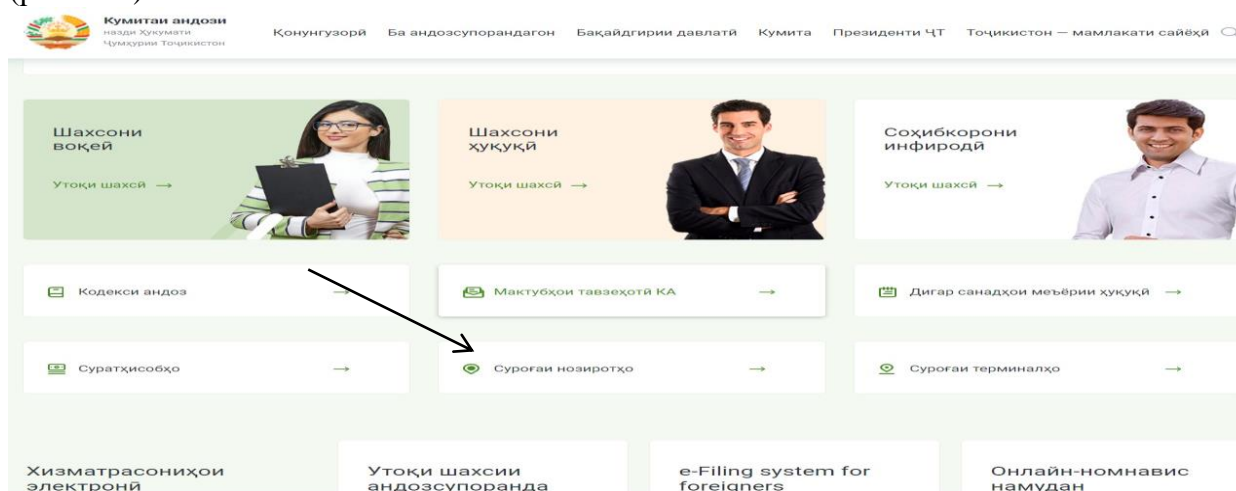 Кумитаи андози
назди Ҳукумати
Ҷумҳурии Тоҷикистон
Қонунгузорӣ Ба андозсупорандагон Бақайдгирии давлатӣ Кумита Президенти ҶТ Тоҷикистон — мамлакати сайёҳӣ
Шахсони
воқеӣ
Утоқи шахсӣ →
Шахсони
ҳуқуқӣ
Утоқи шахсӣ →
Соҳибкорони
инфиродӣ
Утоқи шахсӣ →
Кодекси андоз →
Мактубҳои тавзеҳотӣ КА →
Дигар санадҳои меъёрии ҳуқуқӣ →
Суратҳисобҳо →
Суроғаи нозиротҳо →
Суроғаи терминалҳо →
Хизматрасониҳои
электронӣ
Утоқи шахсии
андозсупоранда
e-Filing system for
foreigners
Онлайн-номнавис
намудан